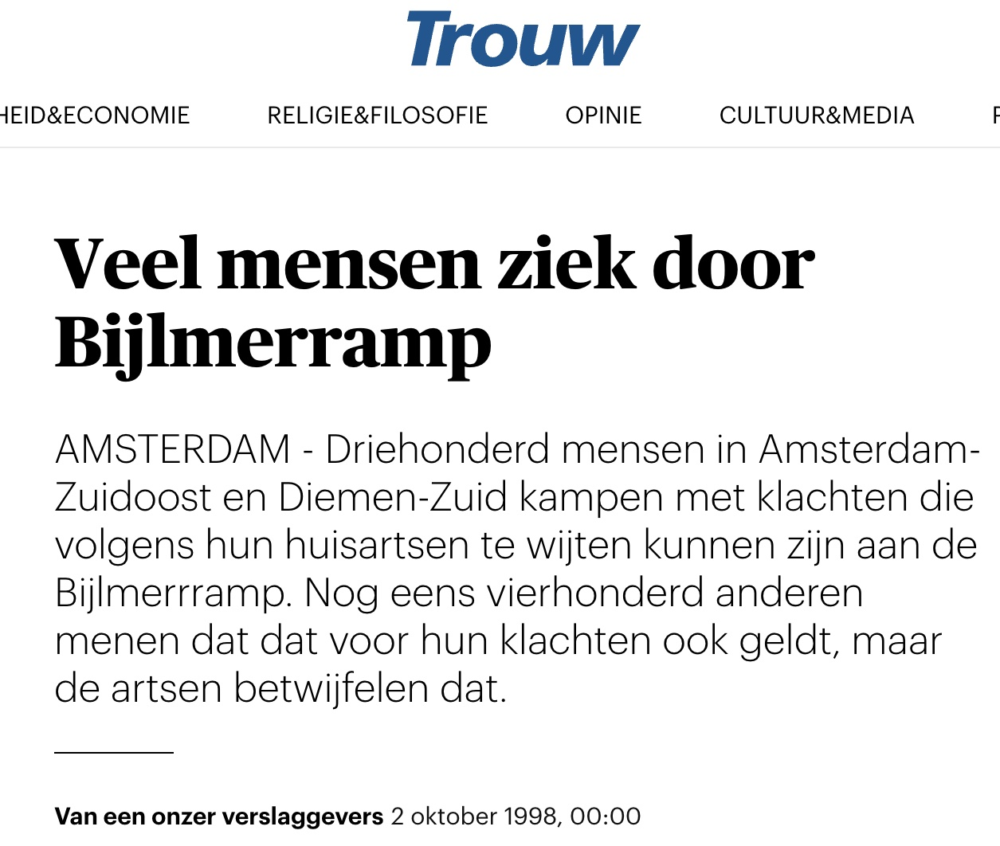 Trouw
HEID&ECONOMIE RELIGIE&FILOSOFIE OPINIE CULTUUR&MEDIA
Veel mensen ziek door
Bijlmerramp
AMSTERDAM - Driehonderd mensen in Amsterdam-
Zuidoost en Diemen-Zuid kampen met klachten die
volgens hun huisartsen te wijten kunnen zijn aan de
Bijlmerrramp. Nog eens vierhonderd anderen
menen dat dat voor hun klachten ook geldt, maar
de artsen betwijfelen dat.
Van een onzer verslaggevers 2 oktober 1998, 00:00